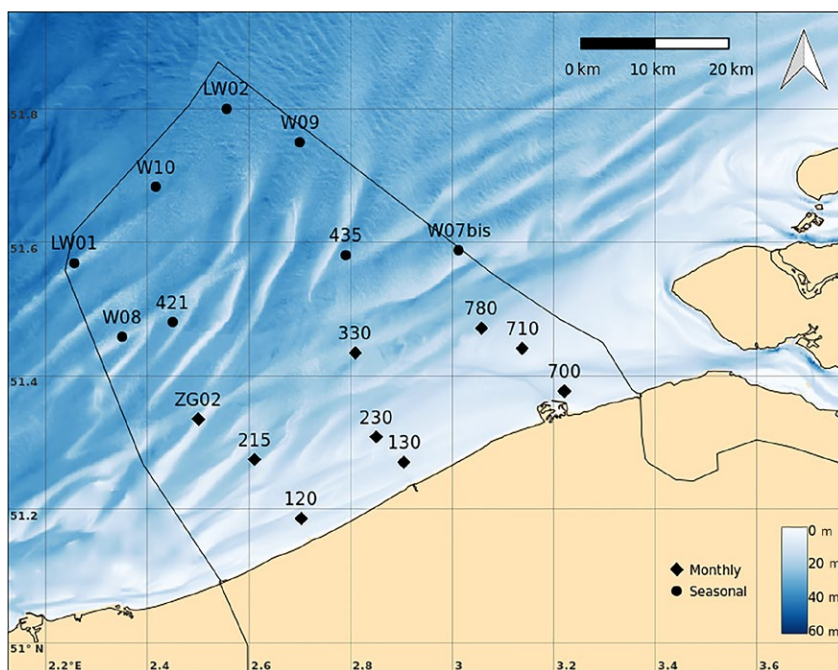 0 km 10 km 20 km
LW02
51.8
W09
W10
LW01
435
W07bis
51.6
W08
421
780
710
330
700
51.4
ZG02
230
215
130
120
51.2
0 m
20 m
40 m
60 m
Monthly
Seasonal
51° N
2.2°E 2.4 2.6 2.8 3 3.2 3.4 3.6